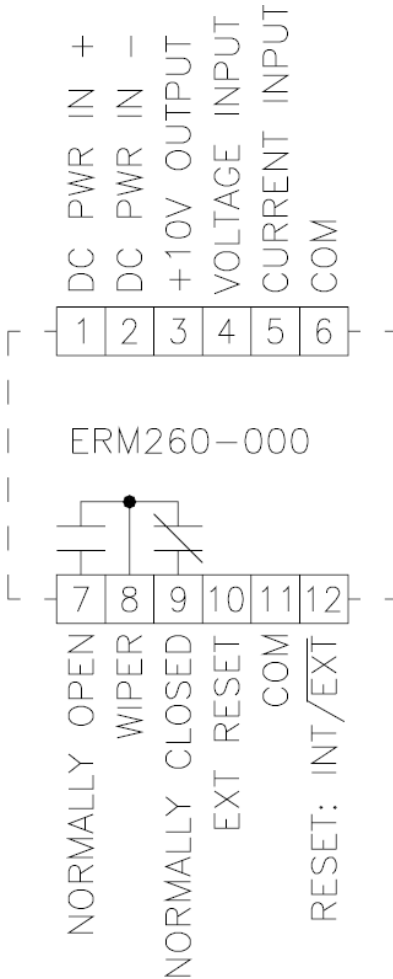 DC PWR IN +
DC PWR IN -
+10V OUTPUT
VOLTAGE INPUT
CURRENT INPUT
COM
1 2 3 4 5 6
ERM260-000
7 8 9 10 11 12
NORMALLY OPEN
WIPER
NORMALLY CLOSED
EXT RESET
COM
RESET: INT/EXT